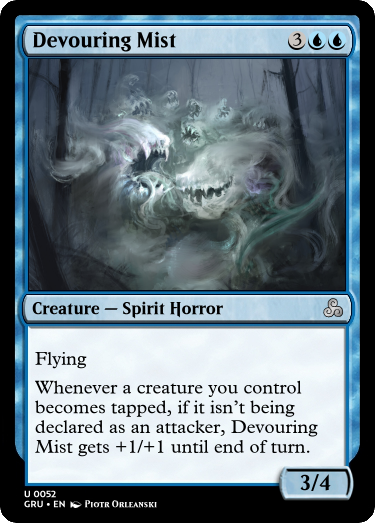 Devouring Mist 3
Creature — Spirit Horror
Flying
Whenever a creature you control
becomes tapped, if it isn't being
declared as an attacker, Devouring
Mist gets +1/+1 until end of turn.
3/4
U 0052
GRU • EN Piotr Orleanski